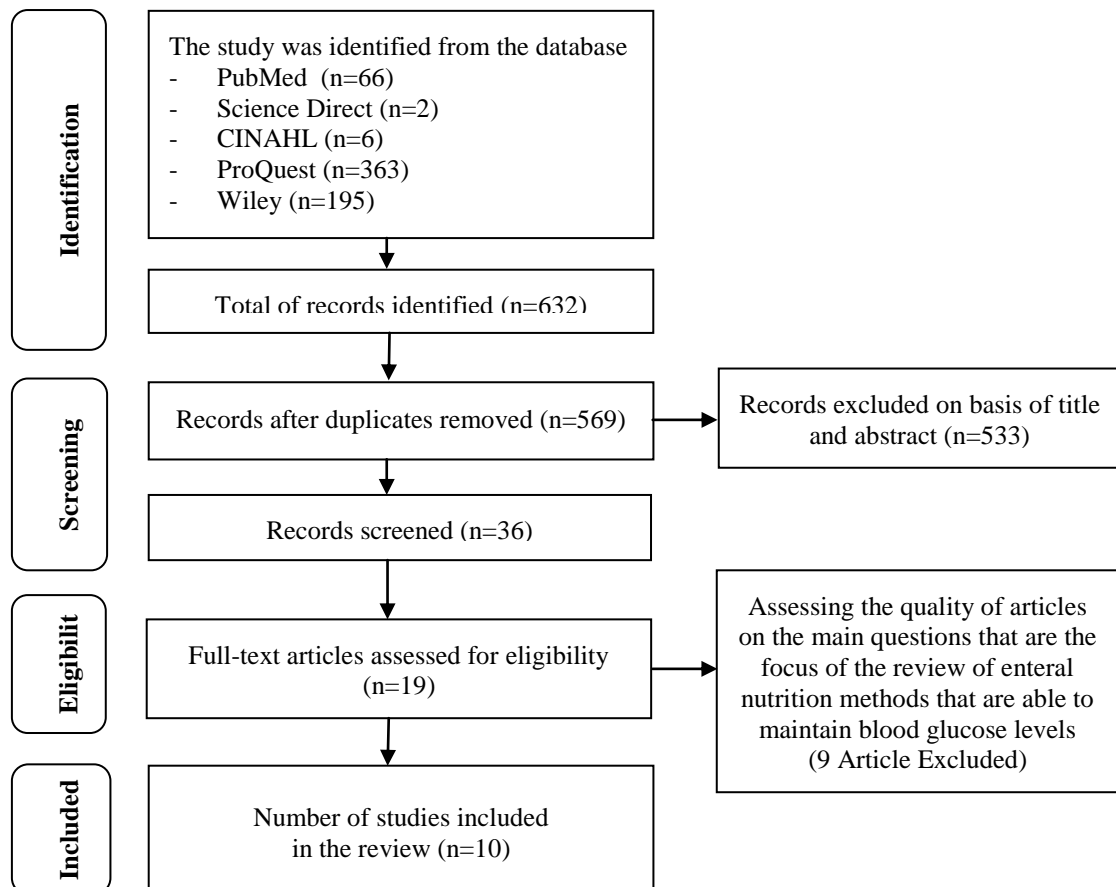 Identification
The study was identified from the database
- PubMed (n=66)
- Science Direct (n=2)
- CINAHL (n=6)
- ProQuest (n=363)
- Wiley (n=195)
Total of records identified (n=632)
Screening
Records after duplicates removed (n=569)
Records excluded on basis of title
and abstract (n=533)
Records screened (n=36)
Eligibilit
Full-text articles assessed for eligibility
(n=19)
Assessing the quality of articles
on the main questions that are the
focus of the review of enteral
nutrition methods that are able to
maintain blood glucose levels
(9 Article Excluded)
Included
Number of studies included
in the review (n=10)